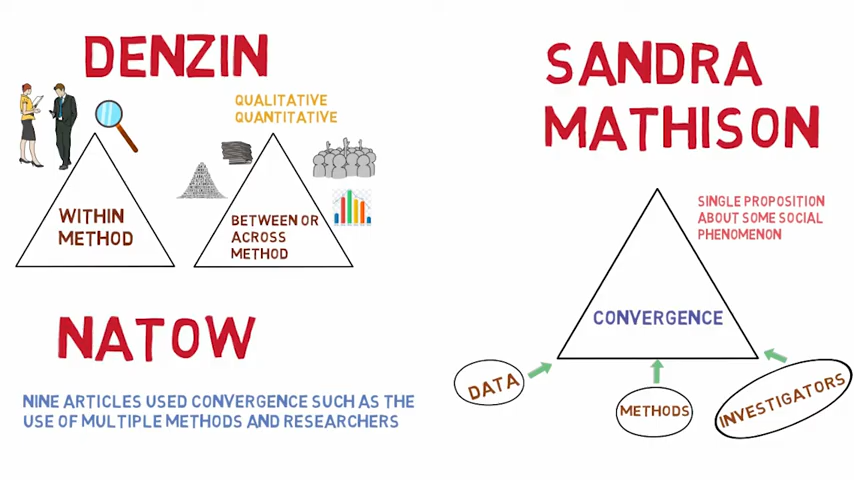 DENZIN
QUALITATIVE
QUANTITATIVE
WITHIN
METHOD
BETWEEN OR
ACROSS
METHOD
NATOW
NINE ARTICLES USED CONVERGENCE SUCH AS THE
USE OF MULTIPLE METHODS AND RESEARCHERS
SANDRA
MATHISON
SINGLE PROPOSITION
ABOUT SOME SOCIAL
PHENOMENON
CONVERGENCE
DATA
METHODS
INVESTIGATORS